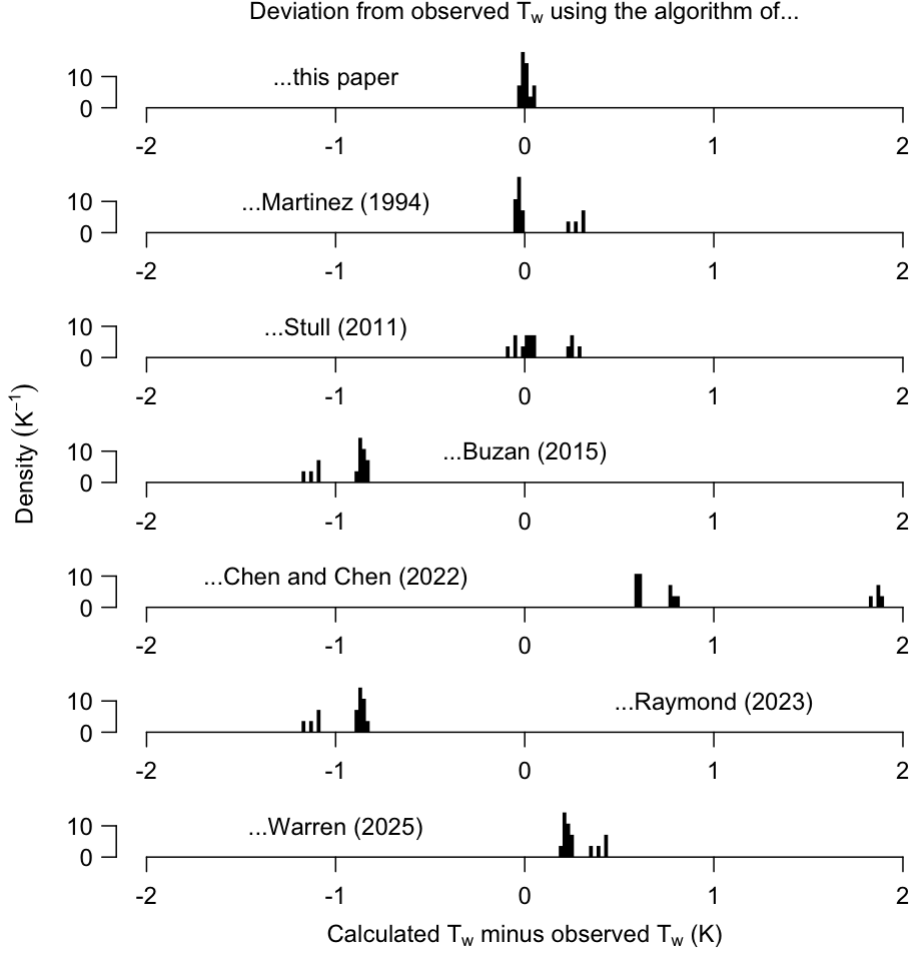 Deviation from observed Tw using the algorithm of...
...this paper
10
0
-2 -1 0 1 2
...Martinez (1994)
10
0
-2 -1 0 1 2
...Stull (2011)
10
0
-2 -1 0 1 2
Density (K⁻¹)
...Buzan (2015)
10
0
-2 -1 0 1 2
...Chen and Chen (2022)
10
0
-2 -1 0 1 2
...Raymond (2023)
10
0
-2 -1 0 1 2
...Warren (2025)
10
0
-2 -1 0 1 2
Calculated Tw minus observed Tw (K)